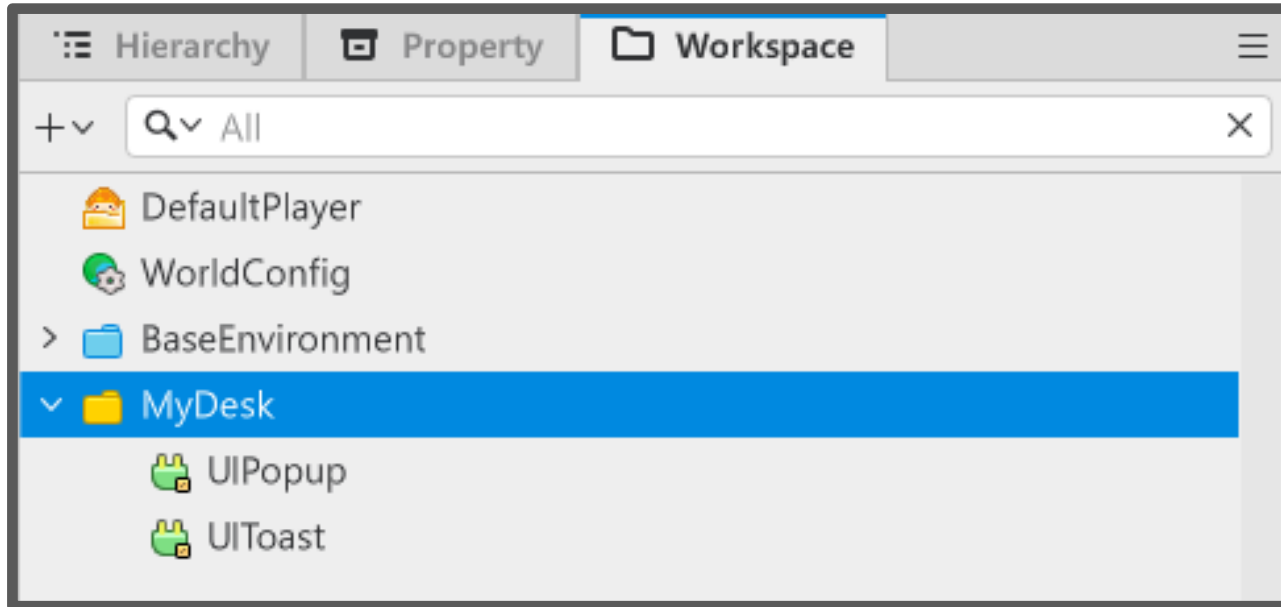 Hierarchy Property Workspace
All
DefaultPlayer
WorldConfig
BaseEnvironment
MyDesk
UIPopup
UIToast